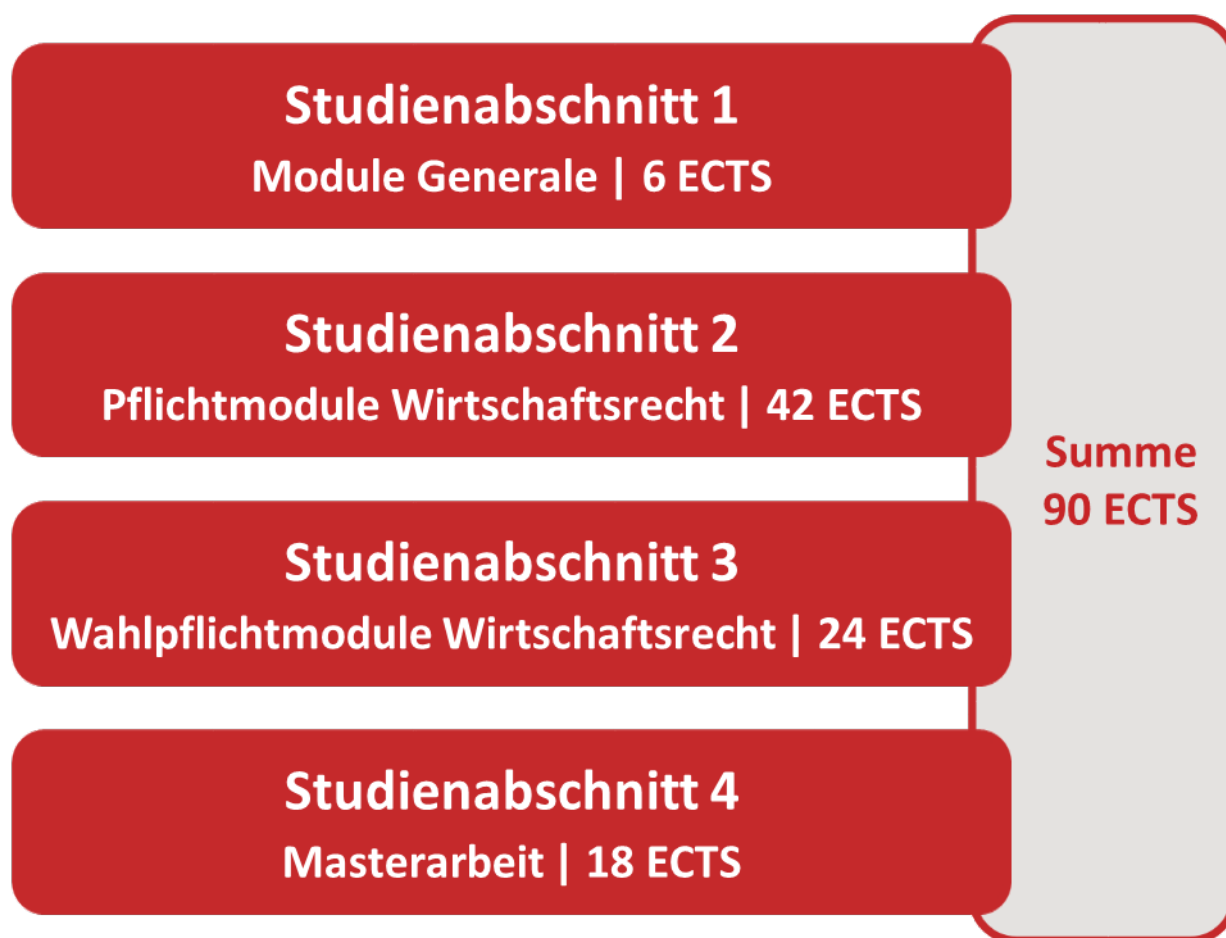 Studienabschnitt 1
Module Generale | 6 ECTS
Studienabschnitt 2
Pflichtmodule Wirtschaftsrecht | 42 ECTS
Studienabschnitt 3
Wahlpflichtmodule Wirtschaftsrecht | 24 ECTS
Studienabschnitt 4
Masterarbeit | 18 ECTS
Summe
90 ECTS